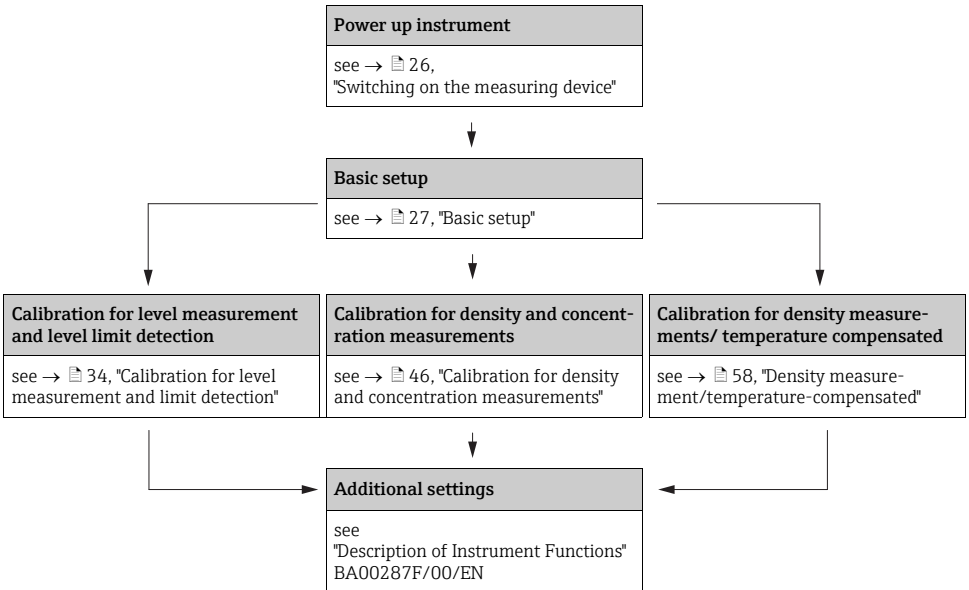 Power up instrument
see → 26,
"Switching on the measuring device"
Basic setup
see → 27, "Basic setup"
Calibration for level measurement
and level limit detection
see → 34, "Calibration for level
measurement and limit detection"
Calibration for density and concent-
ration measurements
see → 46, "Calibration for density
and concentration measurements"
Calibration for density measure-
ments/ temperature compensated
see → 58, "Density measure-
ment/temperature-compensated"
Additional settings
see
"Description of Instrument Functions"
BA00287F/00/EN